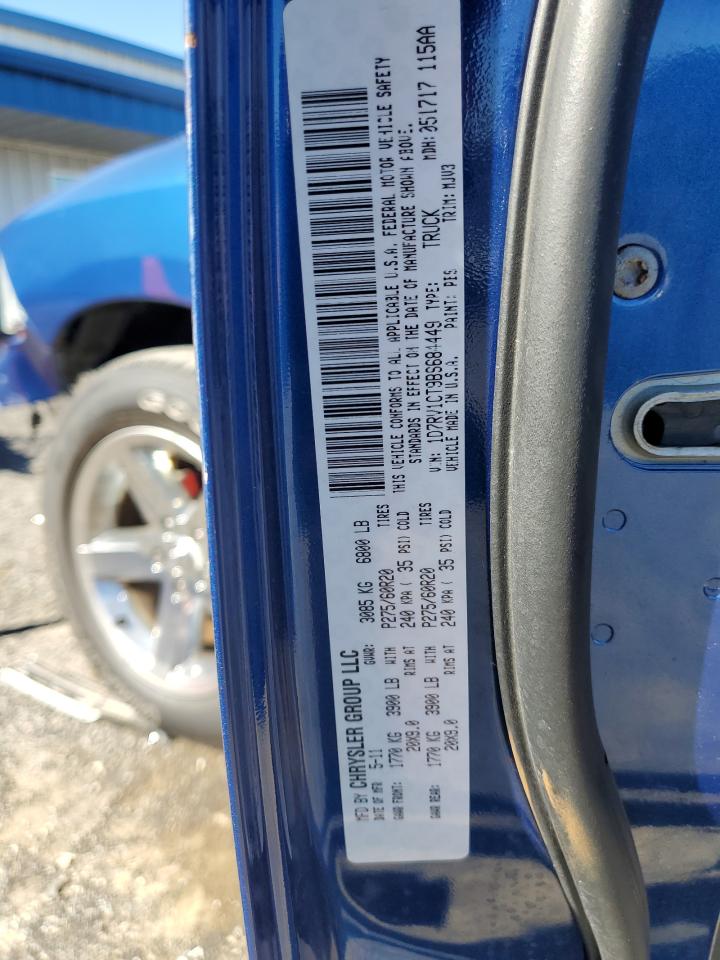 MFD BY CHRYSLER GROUP LLC
DATE OF MFR 5-11 GVWR: 3085 KG 6800 LB
GAWR FRONT: 1770 KG 3900 LB WITH P275/60R20 TIRES
20X9.0 RIMS AT 240 KPA ( 35 PSI) COLD
GAWR REAR: 1770 KG 3900 LB WITH P275/60R20 TIRES
20X9.0 RIMS AT 240 KPA ( 35 PSI) COLD
THIS VEHICLE CONFORMS TO ALL APPLICABLE U.S.A. FEDERAL MOTOR VEHICLE SAFETY
STANDARDS IN EFFECT ON THE DATE OF MANUFACTURE SHOWN ABOVE.
VIN: 1D7RV1CT9BS684449 TYPE: TRUCK MDH: 051717 115AA
VEHICLE MADE IN U.S.A. PAINT: TRIM: MJV3